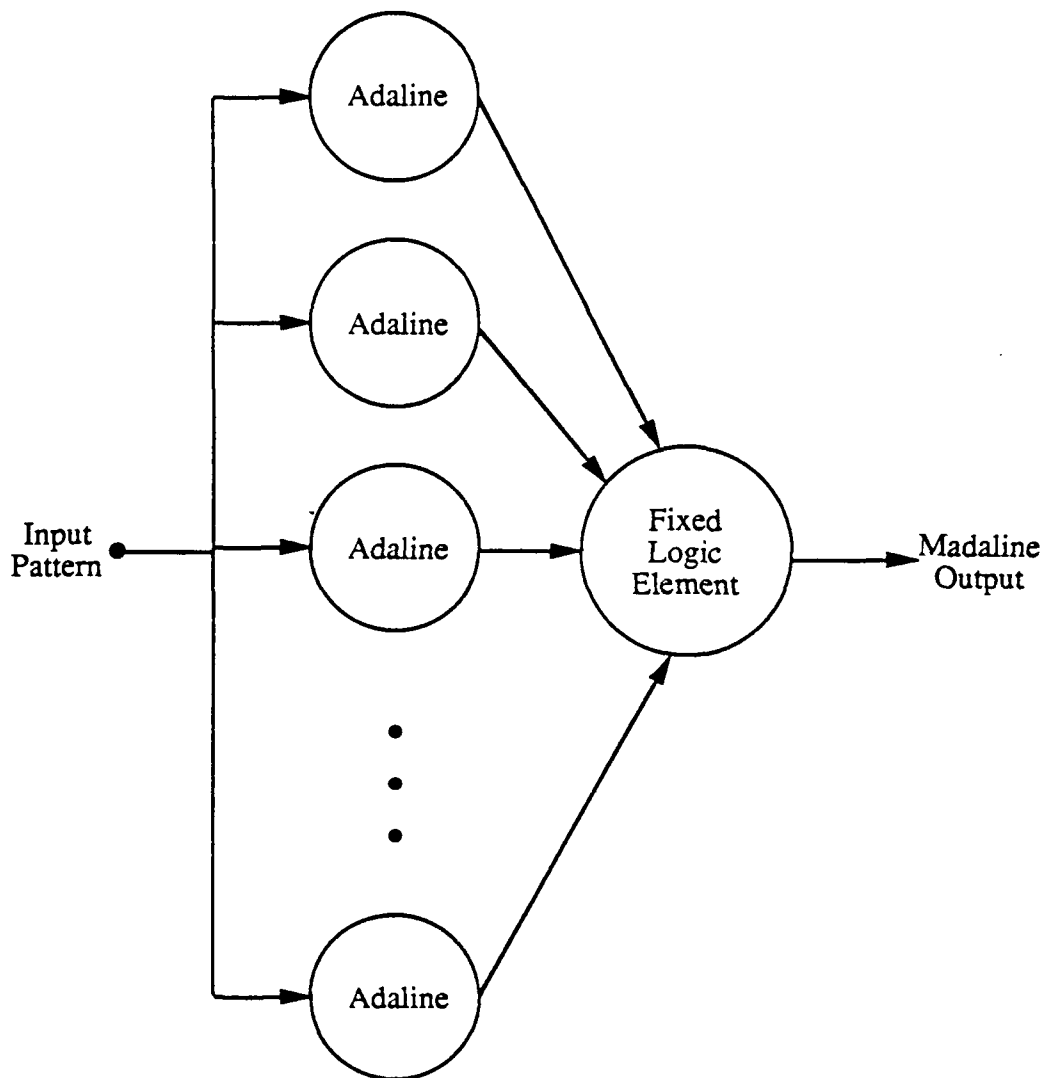 Adaline
Adaline
Input
Pattern
Adaline
Fixed
Logic
Element
Madaline
Output
Adaline